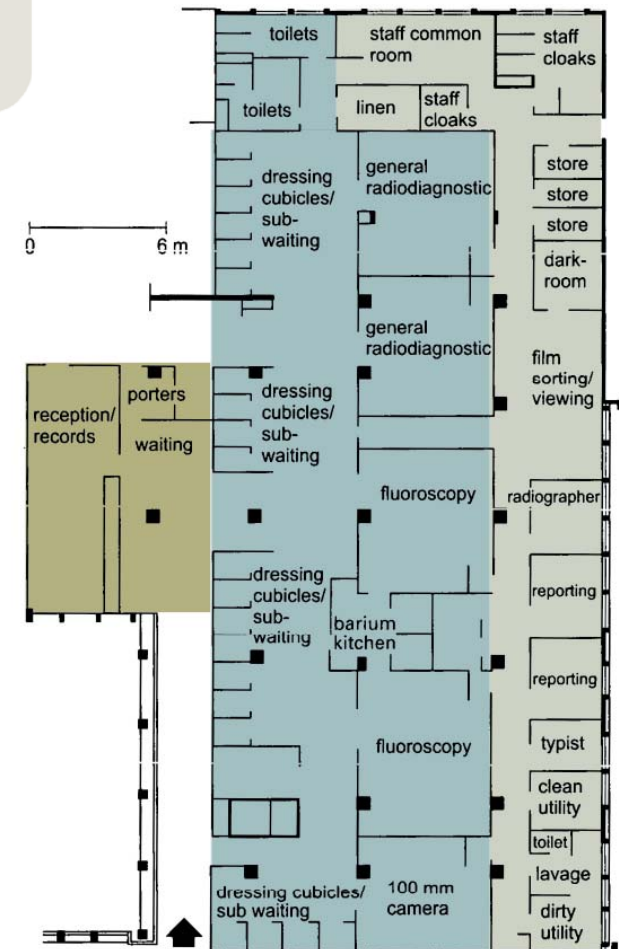 toilets
staff common
room
staff
cloaks
toilets
linen
staff
cloaks
dressing
cubicles/
sub-
waiting
general
radiodiagnostic
store
store
store
dark-
room
0
6 m
general
radiodiagnostic
film
sorting/
viewing
porters
reception/
records
waiting
dressing
cubicles/
sub-
waiting
fluoroscopy
radiographer
dressing
cubicles/
sub-
waiting
barium
kitchen
reporting
reporting
fluoroscopy
typist
clean
utility
toilet
lavage
dressing cubicles/
sub waiting
100 mm
camera
dirty
utility